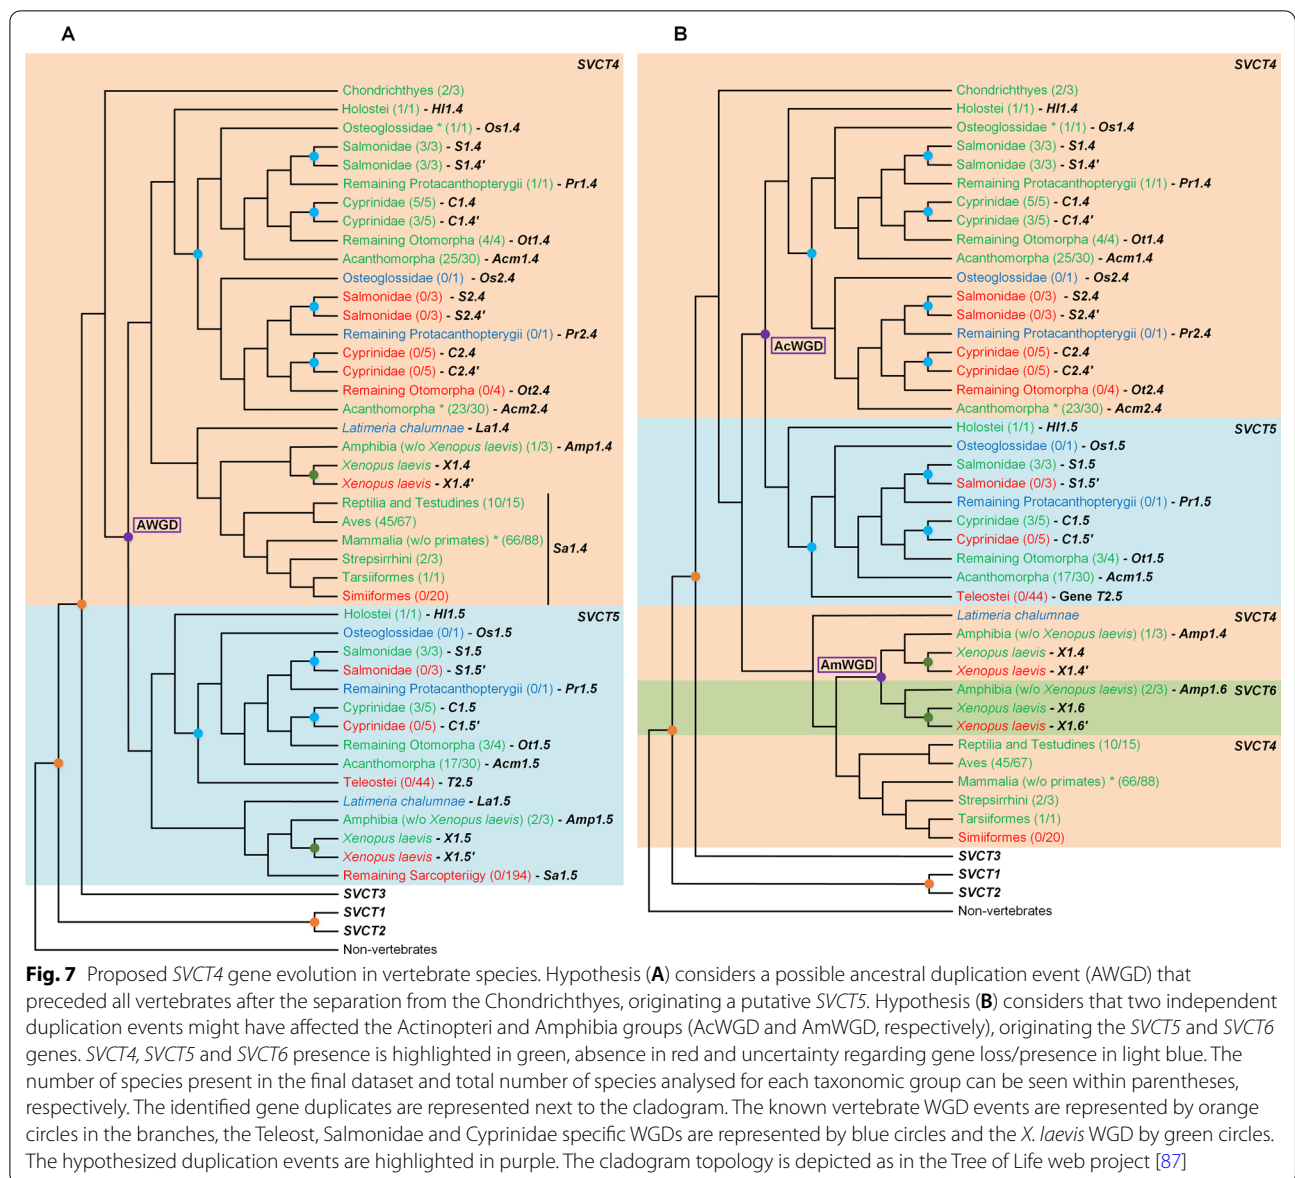 A
SVCT4
Chondrichthyes (2/3)
Holostei (1/1) - Hl1.4
Osteoglossidae * (1/1) - Os1.4
Salmonidae (3/3) - S1.4
Salmonidae (3/3) - S1.4'
Remaining Protacanthopterygii (1/1) - Pr1.4
Cyprinidae (5/5) - C1.4
Cyprinidae (3/5) - C1.4'
Remaining Otomorpha (4/4) - Ot1.4
Acanthomorpha (25/30) - Acm1.4
Osteoglossidae (0/1) - Os2.4
Salmonidae (0/3) - S2.4
Salmonidae (0/3) - S2.4'
Remaining Protacanthopterygii (0/1) - Pr2.4
Cyprinidae (0/5) - C2.4
Cyprinidae (0/5) - C2.4'
Remaining Otomorpha (0/4) - Ot2.4
Acanthomorpha * (23/30) - Acm2.4
Latimeria chalumnae - La1.4
Amphibia (w/o Xenopus laevis) (1/3) - Amp1.4
Xenopus laevis - X1.4
Xenopus laevis - X1.4'
Reptilia and Testudines (10/15)
Aves (45/67)
AWGD
Mammalia (w/o primates) * (66/88)
Sa1.4
Strepsirrhini (2/3)
Tarsiiformes (1/1)
Simiiformes (0/20)
Holostei (1/1) - Hl1.5
SVCT5
Osteoglossidae (0/1) - Os1.5
Salmonidae (3/3) - S1.5
Salmonidae (0/3) - S1.5'
Remaining Protacanthopterygii (0/1) - Pr1.5
Cyprinidae (3/5) - C1.5
Cyprinidae (0/5) - C1.5'
Remaining Otomorpha (3/4) - Ot1.5
Acanthomorpha (17/30) - Acm1.5
Teleostei (0/44) - T2.5
Latimeria chalumnae - La1.5
Amphibia (w/o Xenopus laevis) (2/3) - Amp1.5
Xenopus laevis - X1.5
Xenopus laevis - X1.5'
Remaining Sarcopteriigy (0/194) - Sa1.5
SVCT3
SVCT1
SVCT2
Non-vertebrates
B
SVCT4
Chondrichthyes (2/3)
Holostei (1/1) - Hl1.4
Osteoglossidae * (1/1) - Os1.4
Salmonidae (3/3) - S1.4
Salmonidae (3/3) - S1.4'
Remaining Protacanthopterygii (1/1) - Pr1.4
Cyprinidae (5/5) - C1.4
Cyprinidae (3/5) - C1.4'
Remaining Otomorpha (4/4) - Ot1.4
Acanthomorpha (25/30) - Acm1.4
Osteoglossidae (0/1) - Os2.4
Salmonidae (0/3) - S2.4
Salmonidae (0/3) - S2.4'
Remaining Protacanthopterygii (0/1) - Pr2.4
AcWGD
Cyprinidae (0/5) - C2.4
Cyprinidae (0/5) - C2.4'
Remaining Otomorpha (0/4) - Ot2.4
Acanthomorpha * (23/30) - Acm2.4
Holostei (1/1) - Hl1.5
SVCT5
Osteoglossidae (0/1) - Os1.5
Salmonidae (3/3) - S1.5
Salmonidae (0/3) - S1.5'
Remaining Protacanthopterygii (0/1) - Pr1.5
Cyprinidae (3/5) - C1.5
Cyprinidae (0/5) - C1.5'
Remaining Otomorpha (3/4) - Ot1.5
Acanthomorpha (17/30) - Acm1.5
Teleostei (0/44) - Gene T2.5
Latimeria chalumnae
SVCT4
Amphibia (w/o Xenopus laevis) (1/3) - Amp1.4
Xenopus laevis - X1.4
AmWGD
Xenopus laevis - X1.4'
Amphibia (w/o Xenopus laevis) (2/3) - Amp1.6
SVCT6
Xenopus laevis - X1.6
Xenopus laevis - X1.6'
Reptilia and Testudines (10/15)
SVCT4
Aves (45/67)
Mammalia (w/o primates) * (66/88)
Strepsirrhini (2/3)
Tarsiiformes (1/1)
Simiiformes (0/20)
SVCT3
SVCT1
SVCT2
Non-vertebrates
Fig. 7 Proposed SVCT4 gene evolution in vertebrate species. Hypothesis (A) considers a possible ancestral duplication event (AWGD) that
preceded all vertebrates after the separation from the Chondrichthyes, originating a putative SVCT5. Hypothesis (B) considers that two independent
duplication events might have affected the Actinopteri and Amphibia groups (AcWGD and AmWGD, respectively), originating the SVCT5 and SVCT6
genes. SVCT4, SVCT5 and SVCT6 presence is highlighted in green, absence in red and uncertainty regarding gene loss/presence in light blue. The
number of species present in the final dataset and total number of species analysed for each taxonomic group can be seen within parentheses,
respectively. The identified gene duplicates are represented next to the cladogram. The known vertebrate WGD events are represented by orange
circles in the branches, the Teleost, Salmonidae and Cyprinidae specific WGDs are represented by blue circles and the X. laevis WGD by green circles.
The hypothesized duplication events are highlighted in purple. The cladogram topology is depicted as in the Tree of Life web project [87]